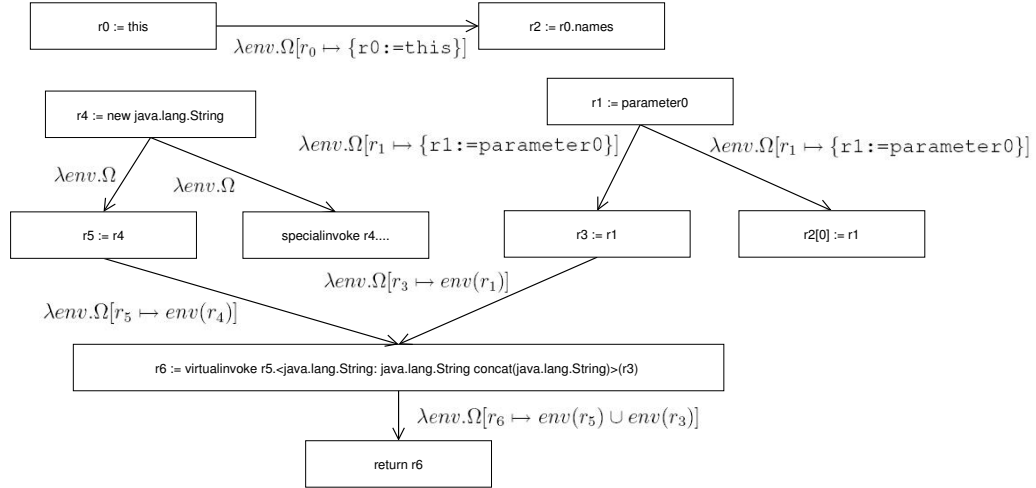 r0 := this
r2 := r0.names
λenv.Ω[r₀ ↦ {r0:=this}]
r1 := parameter0
r4 := new java.lang.String
λenv.Ω[r₁ ↦ {r1:=parameter0}]
λenv.Ω[r₁ ↦ {r1:=parameter0}]
λenv.Ω
λenv.Ω
r5 := r4
specialinvoke r4....
r3 := r1
r2[0] := r1
λenv.Ω[r₃ ↦ env(r₁)]
λenv.Ω[r₅ ↦ env(r₄)]
r6 := virtualinvoke r5.<java.lang.String: java.lang.String concat(java.lang.String)>(r3)
λenv.Ω[r₆ ↦ env(r₅) ∪ env(r₃)]
return r6